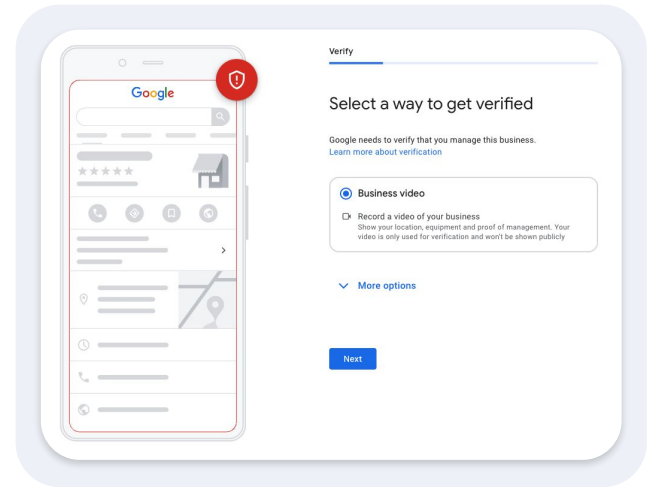 Google
Verify
Select a way to get verified
Google needs to verify that you manage this business.
Learn more about verification
Business video
Record a video of your business
Show your location, equipment and proof of management. Your
video is only used for verification and won't be shown publicly
More options
Next